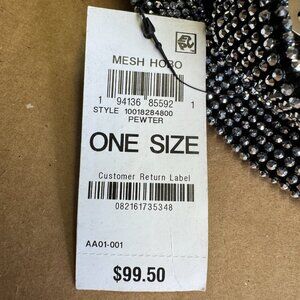 MESH HOBO
1 94136 85592 1
STYLE 10018284800
PEWTER
ONE SIZE
Customer Return Label
082161735348
AA01-001
$99.50